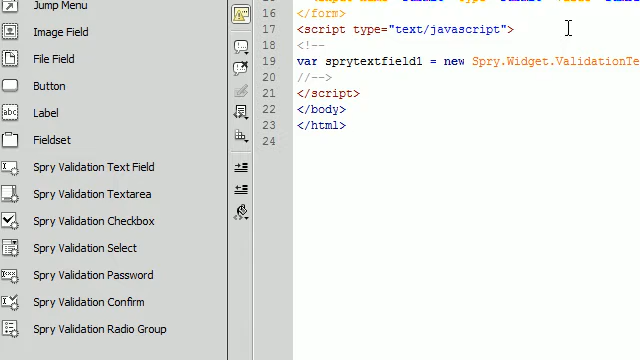 Jump Menu
Image Field
File Field
Button
Label
Fieldset
Spry Validation Text Field
Spry Validation Textarea
Spry Validation Checkbox
Spry Validation Select
Spry Validation Password
Spry Validation Confirm
Spry Validation Radio Group
16 </form>
17 <script type="text/javascript">
18 <!--
19 var sprytextfield1 = new Spry.Widget.ValidationTe
20 //-->
21 </script>
22 </body>
23 </html>
24